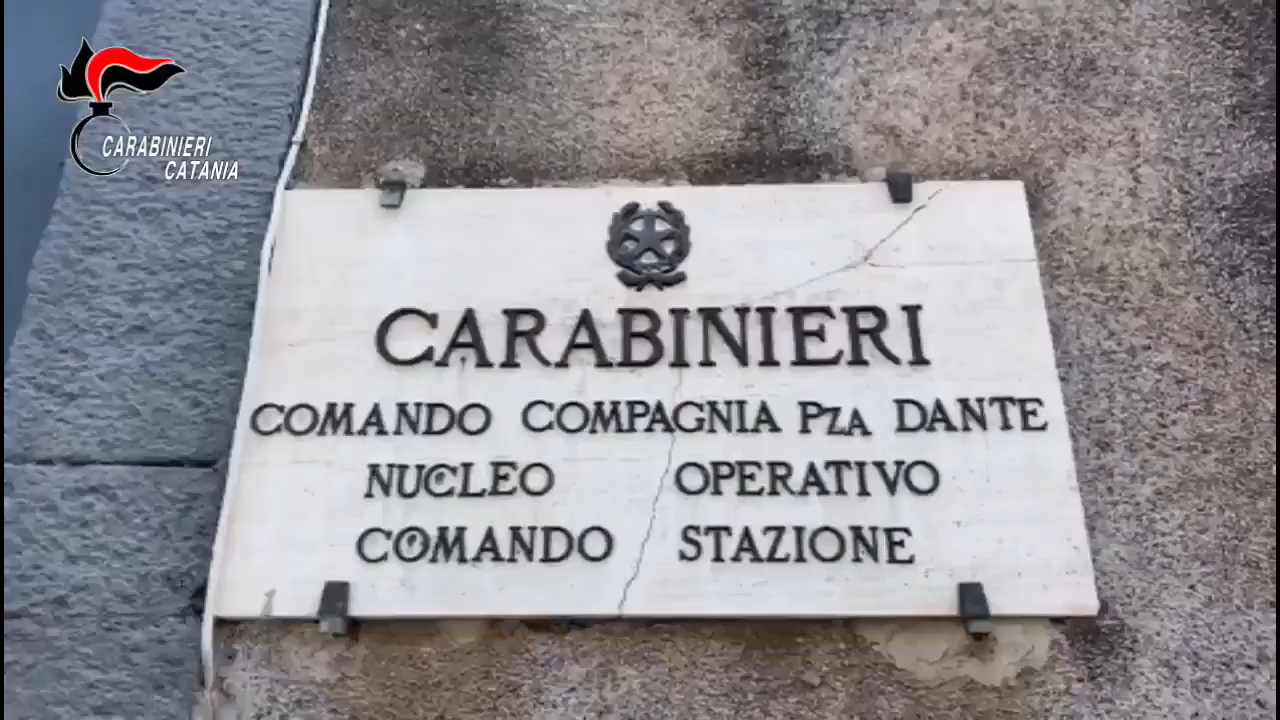 CARABINIERI
CATANIA
CARABINIERI
COMANDO COMPAGNIA PZA DANTE
NUCLEO OPERATIVO
COMANDO STAZIONE